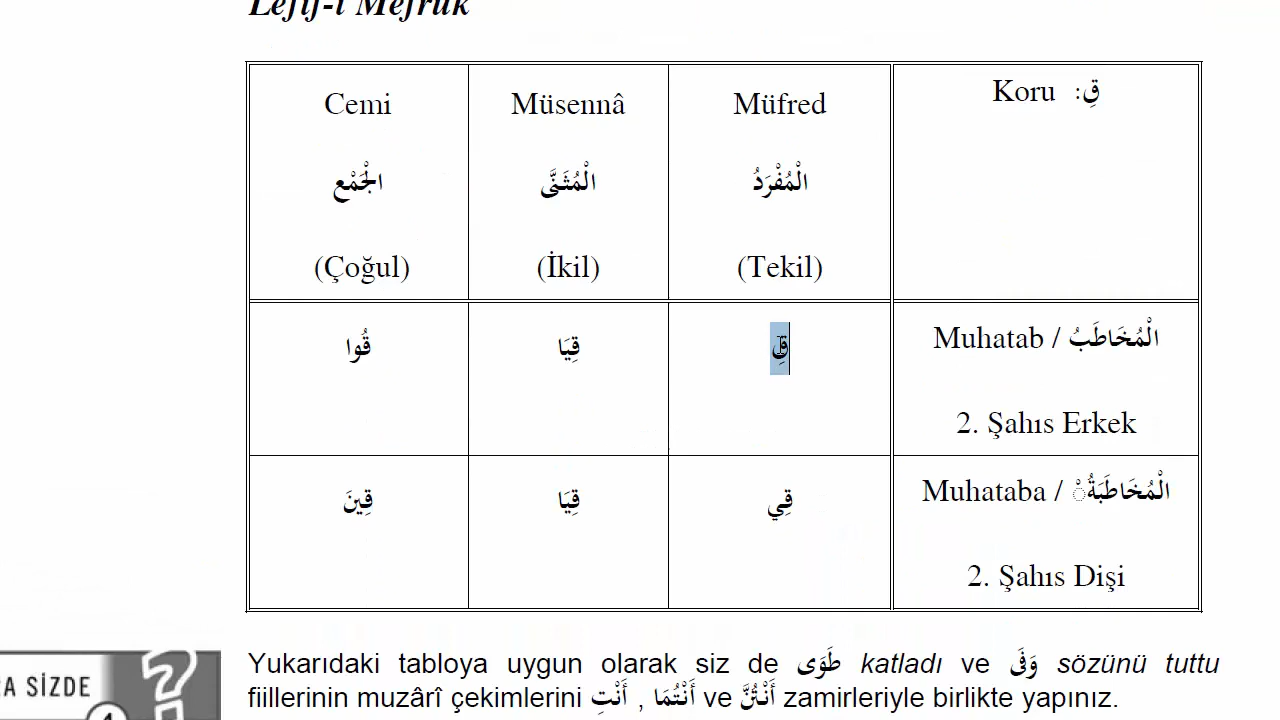 Lefîf-i Mefrûk
Cemi Müsennâ Müfred Koru :قِ
الْجَمْع الْمُثَنَّى الْمُفْرَدُ
(Çoğul) (İkil) (Tekil)
قُوا قِيَا قِ Muhatab / الْمُخَاطَبُ
2. Şahıs Erkek
قِينَ قِيَا قِي Muhataba / الْمُخَاطَبَةُْ
2. Şahıs Dişi
Yukarıdaki tabloya uygun olarak siz de طَوَى katladı ve وَفَى sözünü tuttu
fiillerinin muzârî çekimlerini أَنْتِ , أَنْتُمَا ve أَنْتُنَّ zamirleriyle birlikte yapınız.
A SİZDE
?
4